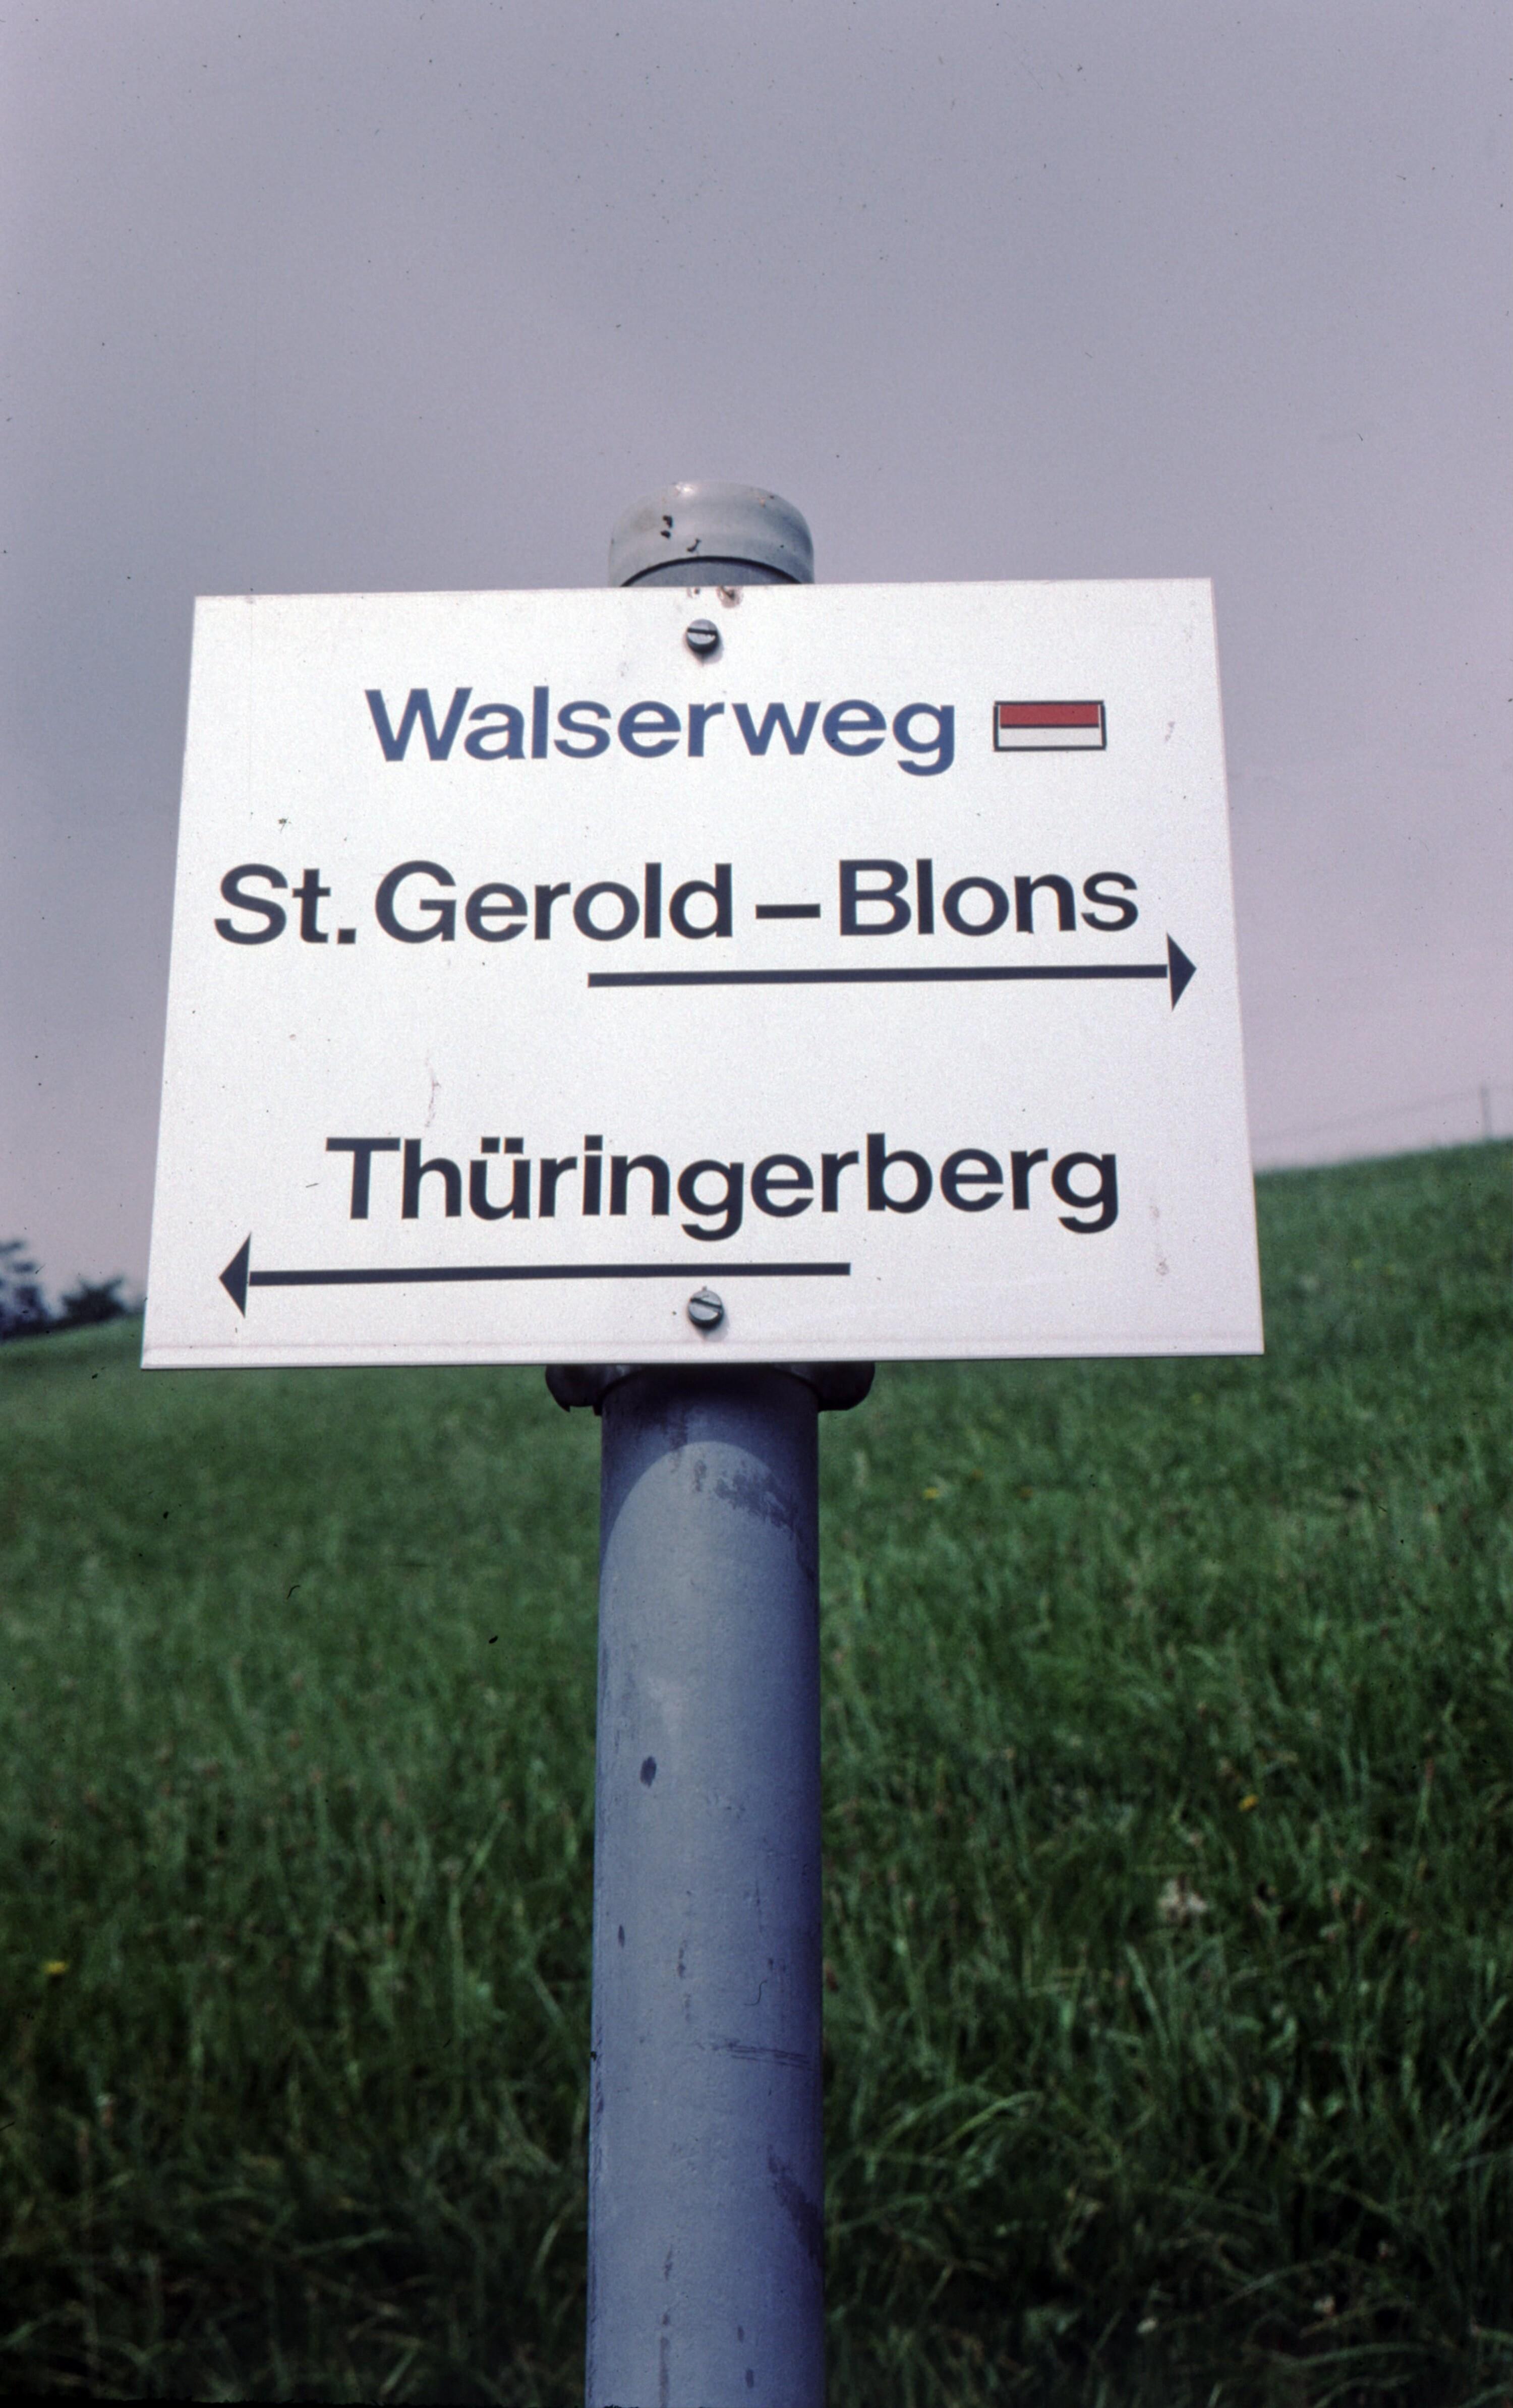 Walserweg
St. Gerold – Blons
Thüringerberg